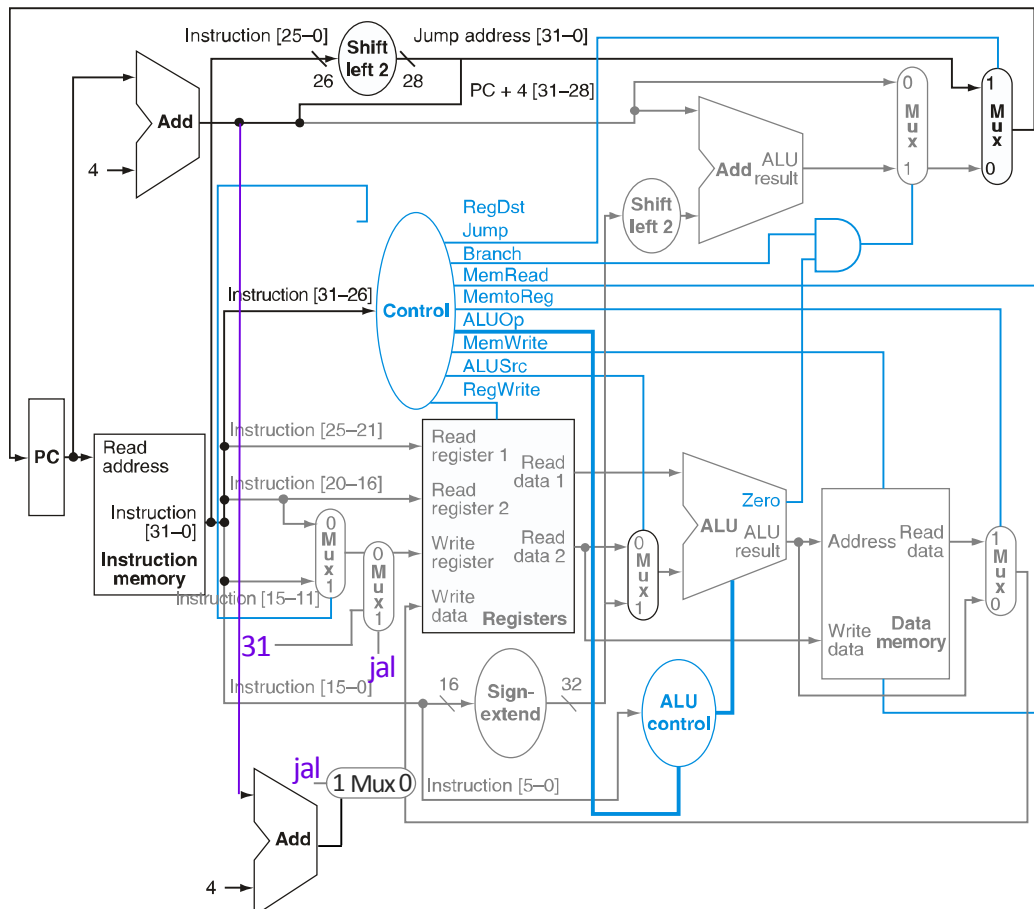 Instruction [25–0]
Jump address [31–0]
Shift
left 2
26
28
PC + 4 [31–28]
Add
4
0
M
u
x
1
1
M
u
x
0
Add
ALU
result
Shift
left 2
RegDst
Jump
Branch
MemRead
MemtoReg
ALUOp
MemWrite
ALUSrc
RegWrite
Instruction [31–26]
Control
PC
Read
address
Instruction
[31–0]
Instruction
memory
Instruction [25–21]
Instruction [20–16]
Instruction [15–11]
0
M
u
x
1
0
M
u
x
1
31
jal
Read
register 1
Read
register 2
Write
register
Write
data
Read
data 1
Read
data 2
Registers
0
M
u
x
1
Zero
ALU
ALU
result
Address
Read
data
Write
data
Data
memory
1
M
u
x
0
Instruction [15–0]
16
Sign-
extend
32
ALU
control
Instruction [5–0]
jal
1 Mux 0
Add
4